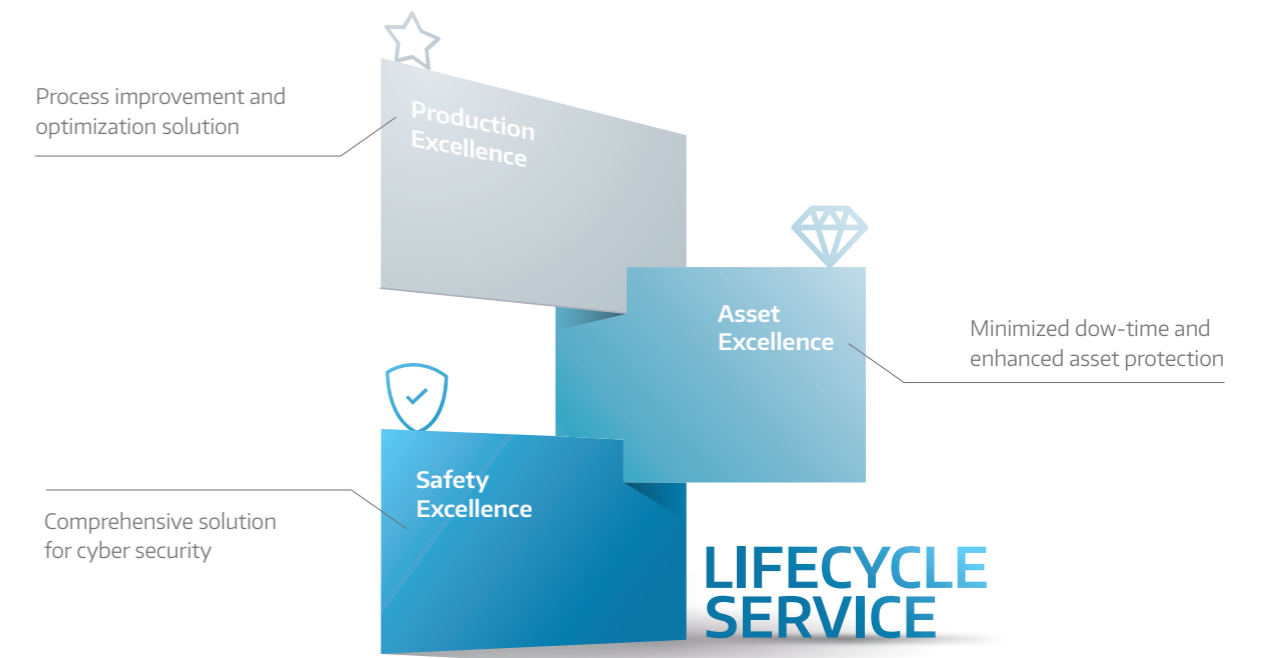 Process improvement and
optimization solution
Production
Excellence
Asset
Excellence
Minimized dow-time and
enhanced asset protection
Safety
Excellence
Comprehensive solution
for cyber security
LIFECYCLE
SERVICE